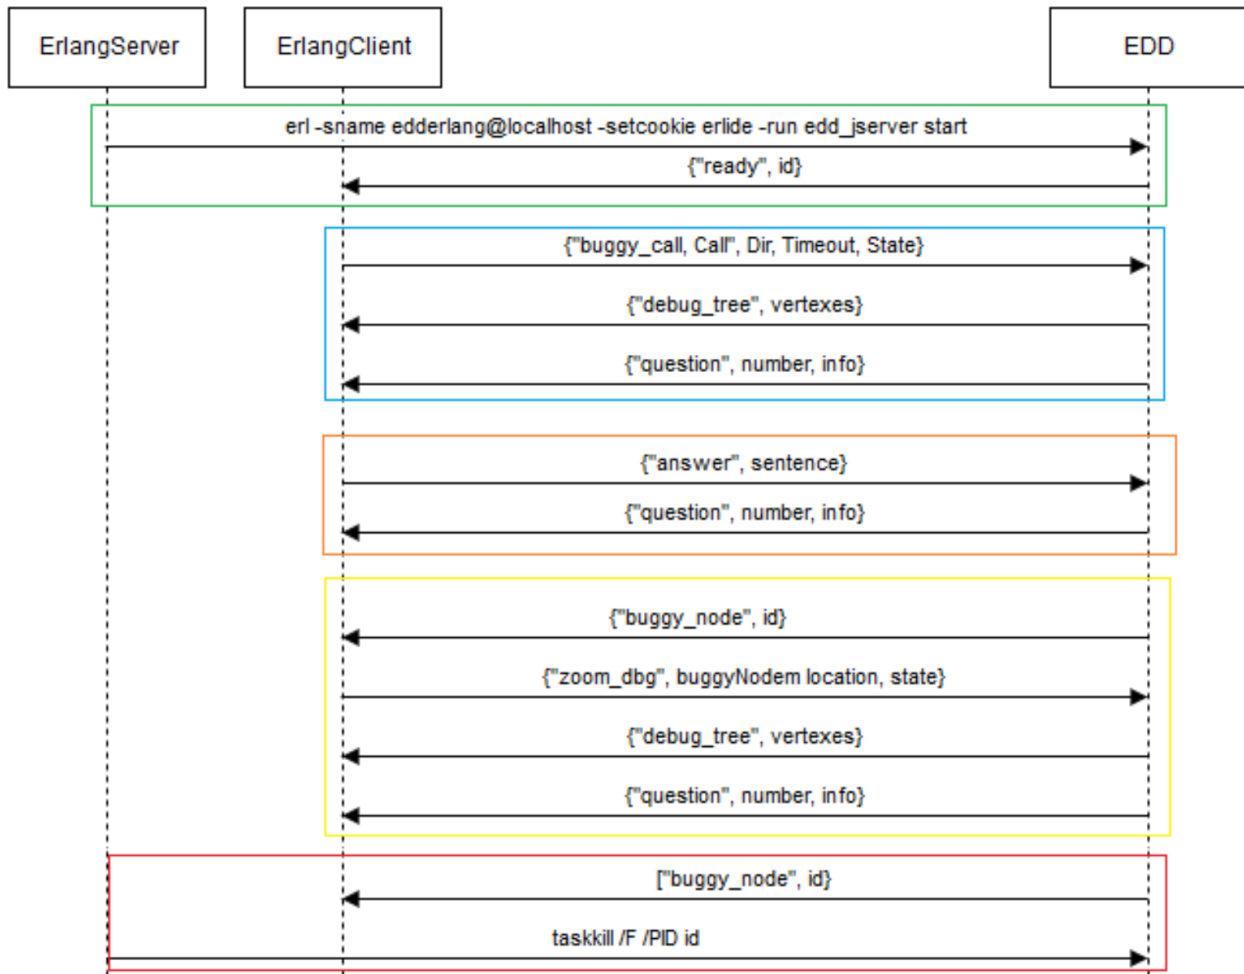 ErlangServer
ErlangClient
EDD
erl -sname edderlang@localhost -setcookie erlide -run edd_jserver start
{"ready", id}
{"buggy_call, Call", Dir, Timeout, State}
{"debug_tree", vertexes}
{"question", number, info}
{"answer", sentence}
{"question", number, info}
{"buggy_node", id}
{"zoom_dbg", buggyNodem location, state}
{"debug_tree", vertexes}
{"question", number, info}
["buggy_node", id}
taskkill /F /PID id